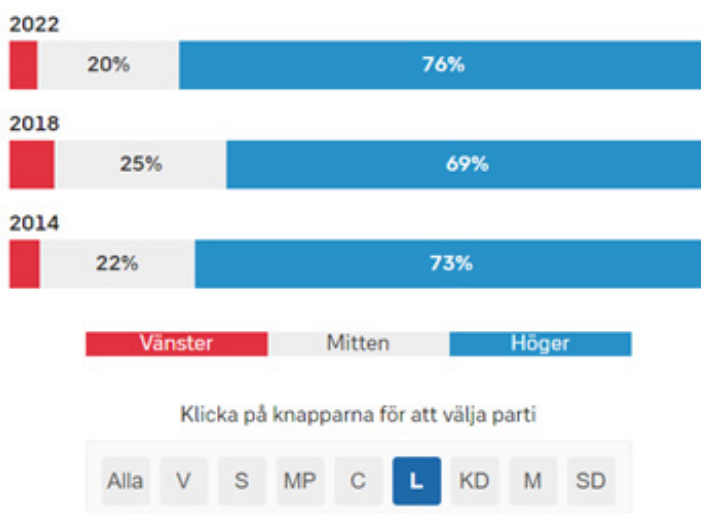 2022
20% 76%
2018
25% 69%
2014
22% 73%
Vänster Mitten Höger
Klicka på knapparna för att välja parti
Alla V S MP C L KD M SD